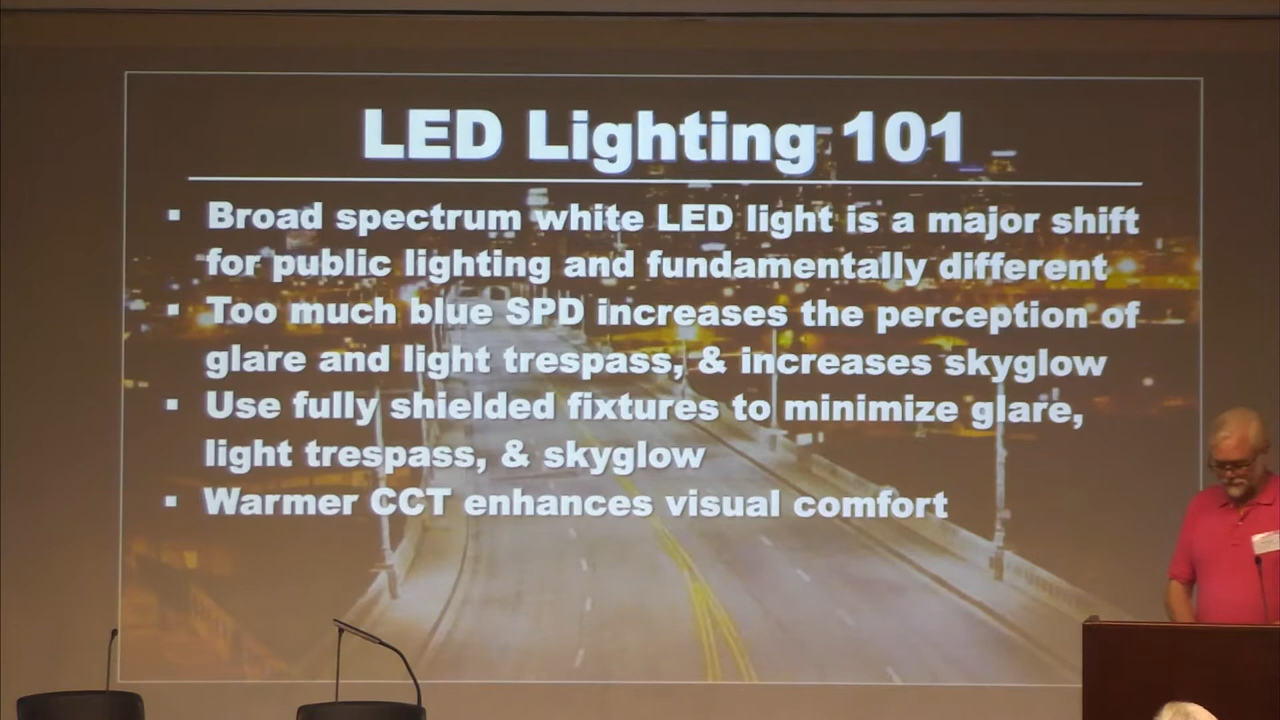 LED Lighting 101
▪ Broad spectrum white LED light is a major shift
for public lighting and fundamentally different
▪ Too much blue SPD increases the perception of
glare and light trespass, & increases skyglow
▪ Use fully shielded fixtures to minimize glare,
light trespass, & skyglow
▪ Warmer CCT enhances visual comfort